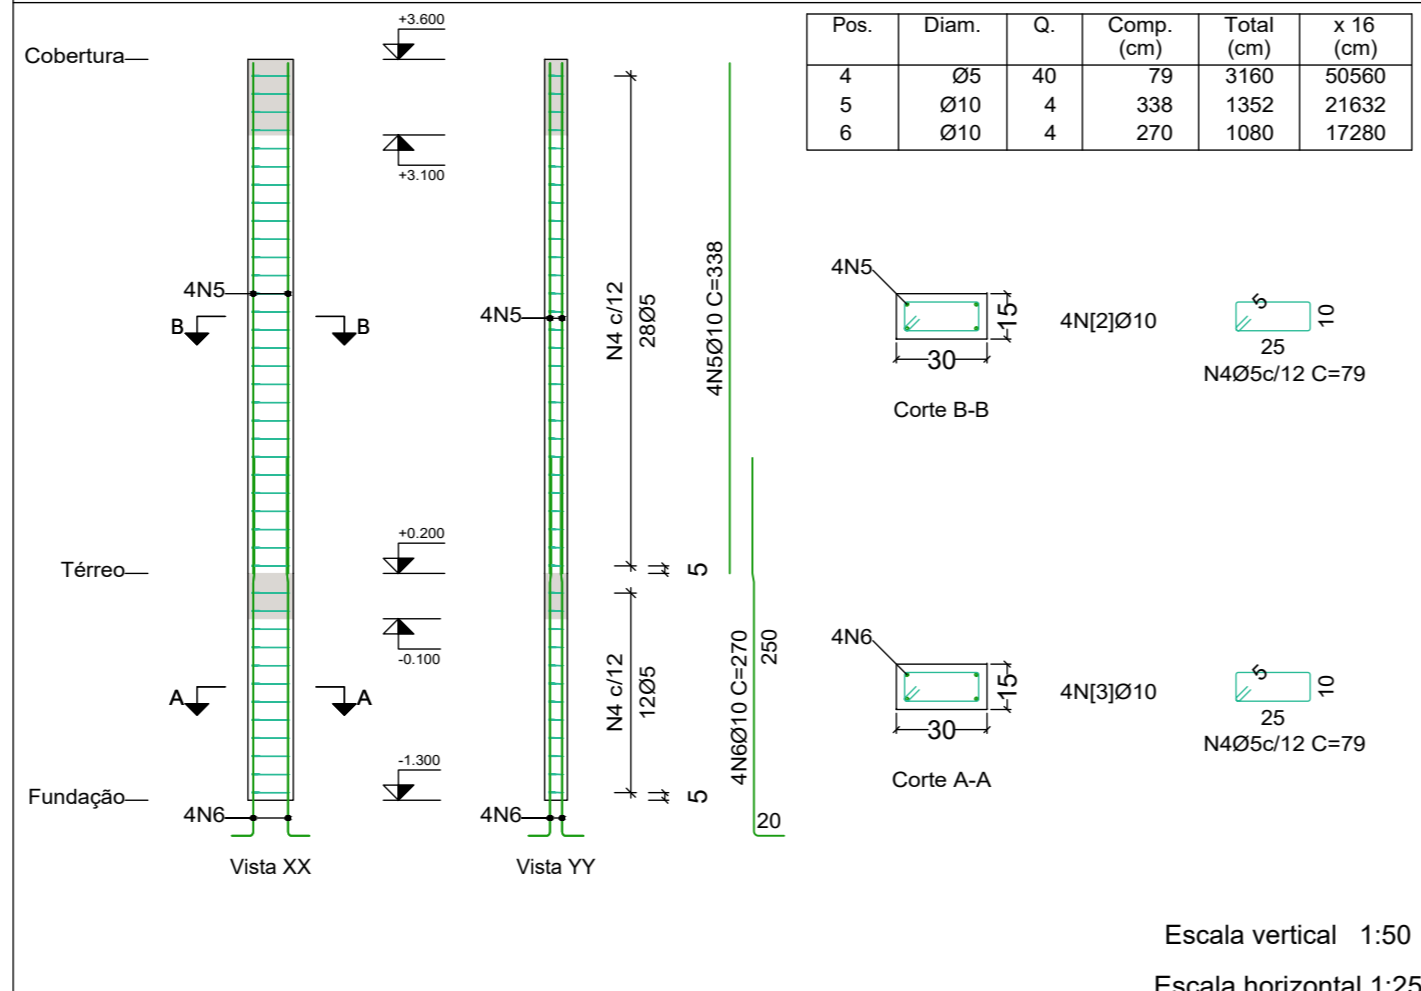 Pos. Diam. Q. Comp. (cm) Total (cm) x 16 (cm)
4 Ø5 40 79 3160 50560
5 Ø10 4 338 1352 21632
6 Ø10 4 270 1080 17280
Cobertura
+3.600
+3.100
4N5
B B
4N5
N4 c/12
28Ø5
4N5Ø10 C=338
Térreo
+0.200
5
-0.100
A A
N4 c/12
12Ø5
4N6Ø10 C=270
250
-1.300
Fundação
5
4N6
4N6
20
Vista XX
Vista YY
4N5
15
30
4N[2]Ø10
5
10
25
N4Ø5c/12 C=79
Corte B-B
4N6
15
30
4N[3]Ø10
5
10
25
N4Ø5c/12 C=79
Corte A-A
Escala vertical 1:50
Escala horizontal 1:25